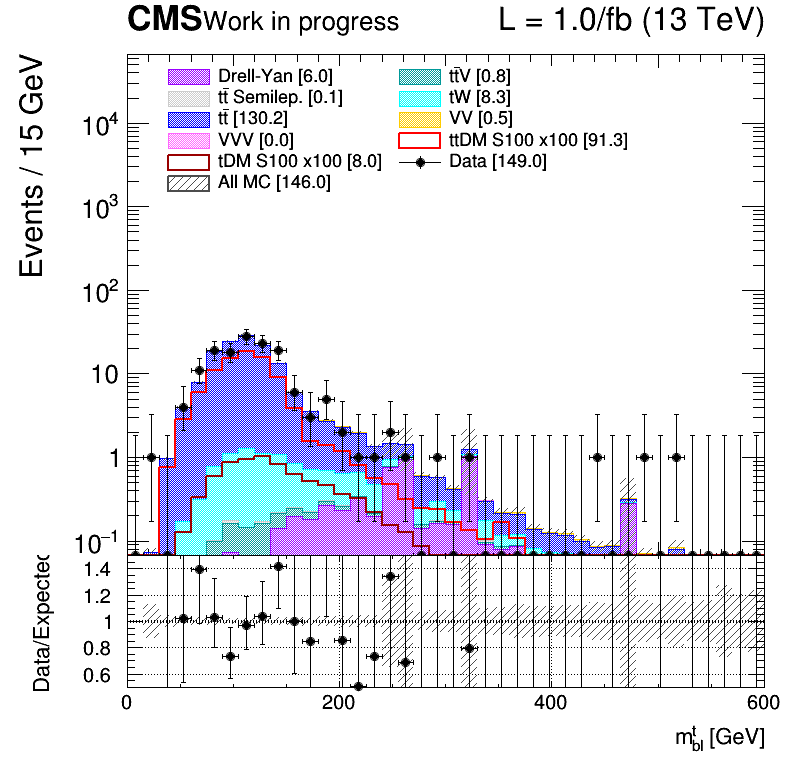 CMS Work in progress L = 1.0/fb (13 TeV)
Events / 15 GeV
Drell-Yan [6.0] tt̄V [0.8]
tt̄ Semilep. [0.1] tW [8.3]
tt̄ [130.2] VV [0.5]
VVV [0.0] ttDM S100 x100 [91.3]
tDM S100 x100 [8.0] Data [149.0]
All MC [146.0]
10⁴
10³
10²
10
1
10⁻¹
Data/Expected
1.4
1.2
1
0.8
0.6
0 200 400 600
m^t_bl [GeV]